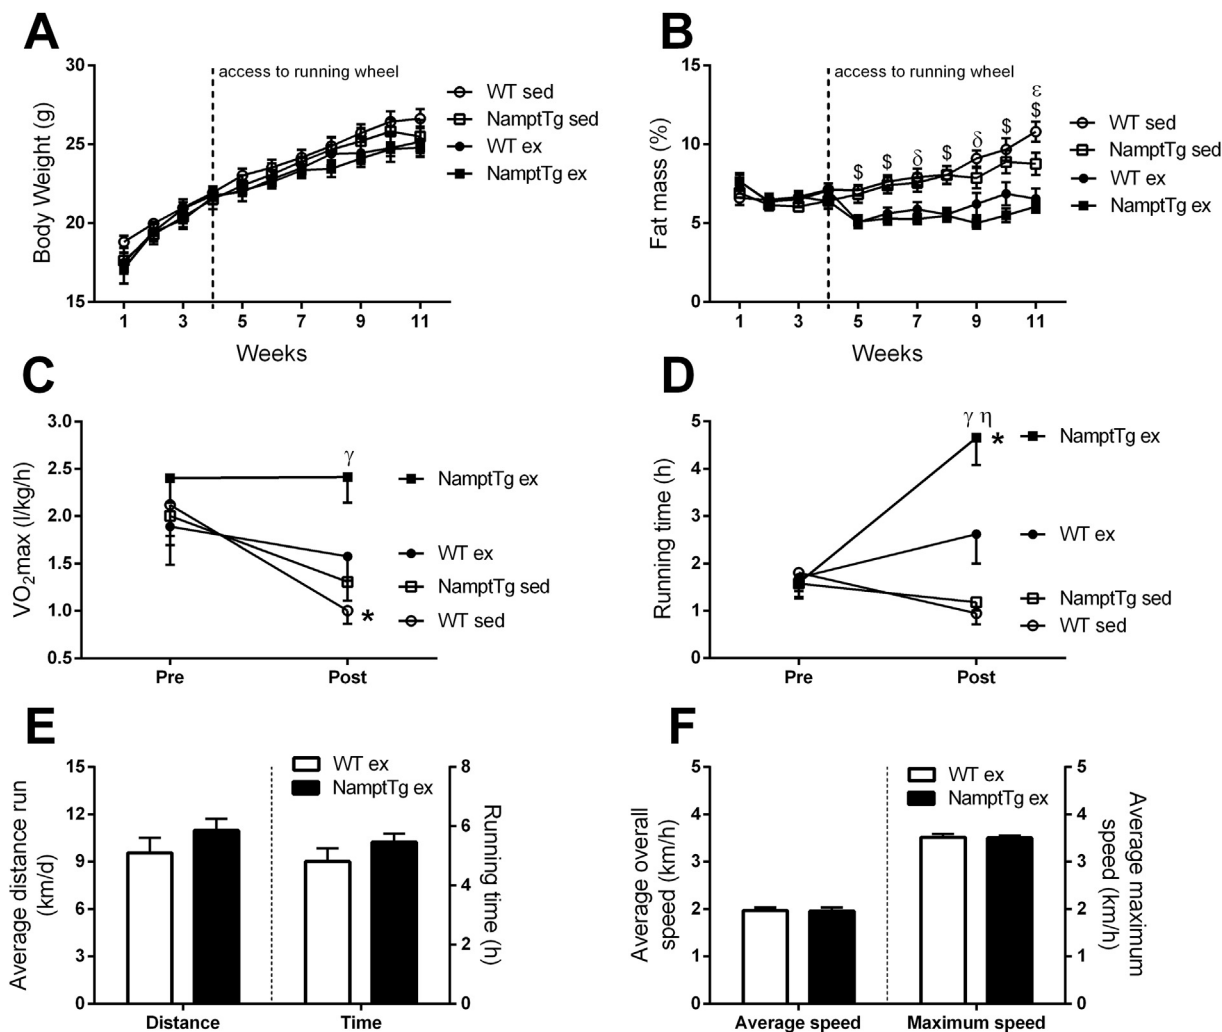 A
access to running wheel
Body Weight (g)
30
25
20
15
1 3 5 7 9 11
Weeks
WT sed
NamptTg sed
WT ex
NamptTg ex
B
access to running wheel
Fat mass (%)
15
10
5
0
$ $ δ $ δ $ $ ε
1 3 5 7 9 11
Weeks
WT sed
NamptTg sed
WT ex
NamptTg ex
C
VO2max (l/kg/h)
3.0
2.5
2.0
1.5
1.0
0.5
γ
*
Pre Post
NamptTg ex
WT ex
NamptTg sed
WT sed
D
Running time (h)
5
4
3
2
1
0
γ η
*
Pre Post
NamptTg ex
WT ex
NamptTg sed
WT sed
E
Average distance run
(km/d)
15
12
9
6
3
0
WT ex
NamptTg ex
8
6
4
2
0
Running time (h)
Distance Time
F
Average overall
speed (km/h)
5
4
3
2
1
0
WT ex
NamptTg ex
5
4
3
2
1
0
Average maximum
speed (km/h)
Average speed Maximum speed